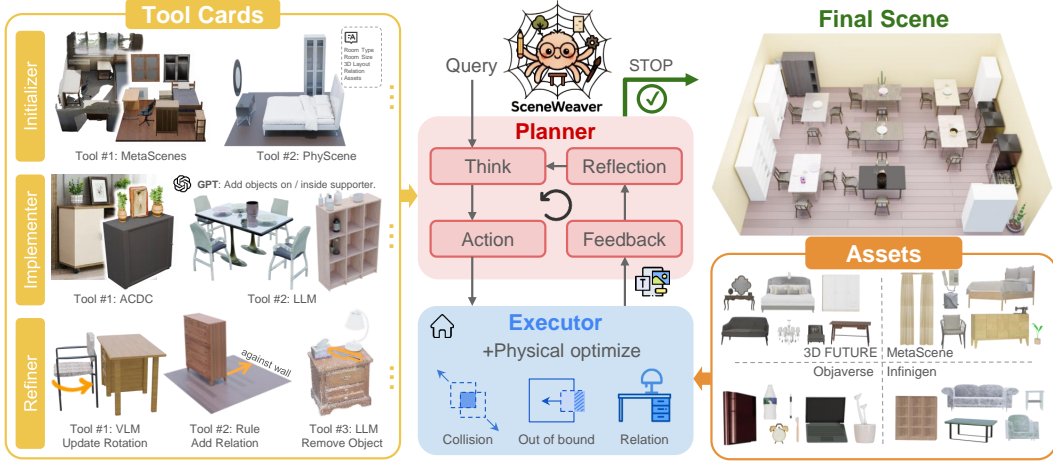 Tool Cards
Initializer
Room Type
Room Size
3D Layout
Relation
Assets
Tool #1: MetaScenes
Tool #2: PhyScene
Implementer
GPT: Add objects on / inside supporter.
Tool #1: ACDC
Tool #2: LLM
Refiner
against wall
Tool #1: VLM
Update Rotation
Tool #2: Rule
Add Relation
Tool #3: LLM
Remove Object
Query
SceneWeaver
STOP
Planner
Think
Reflection
Action
Feedback
T
Executor
+Physical optimize
Collision
Out of bound
Relation
Final Scene
Assets
3D FUTURE
MetaScene
Objaverse
Infinigen